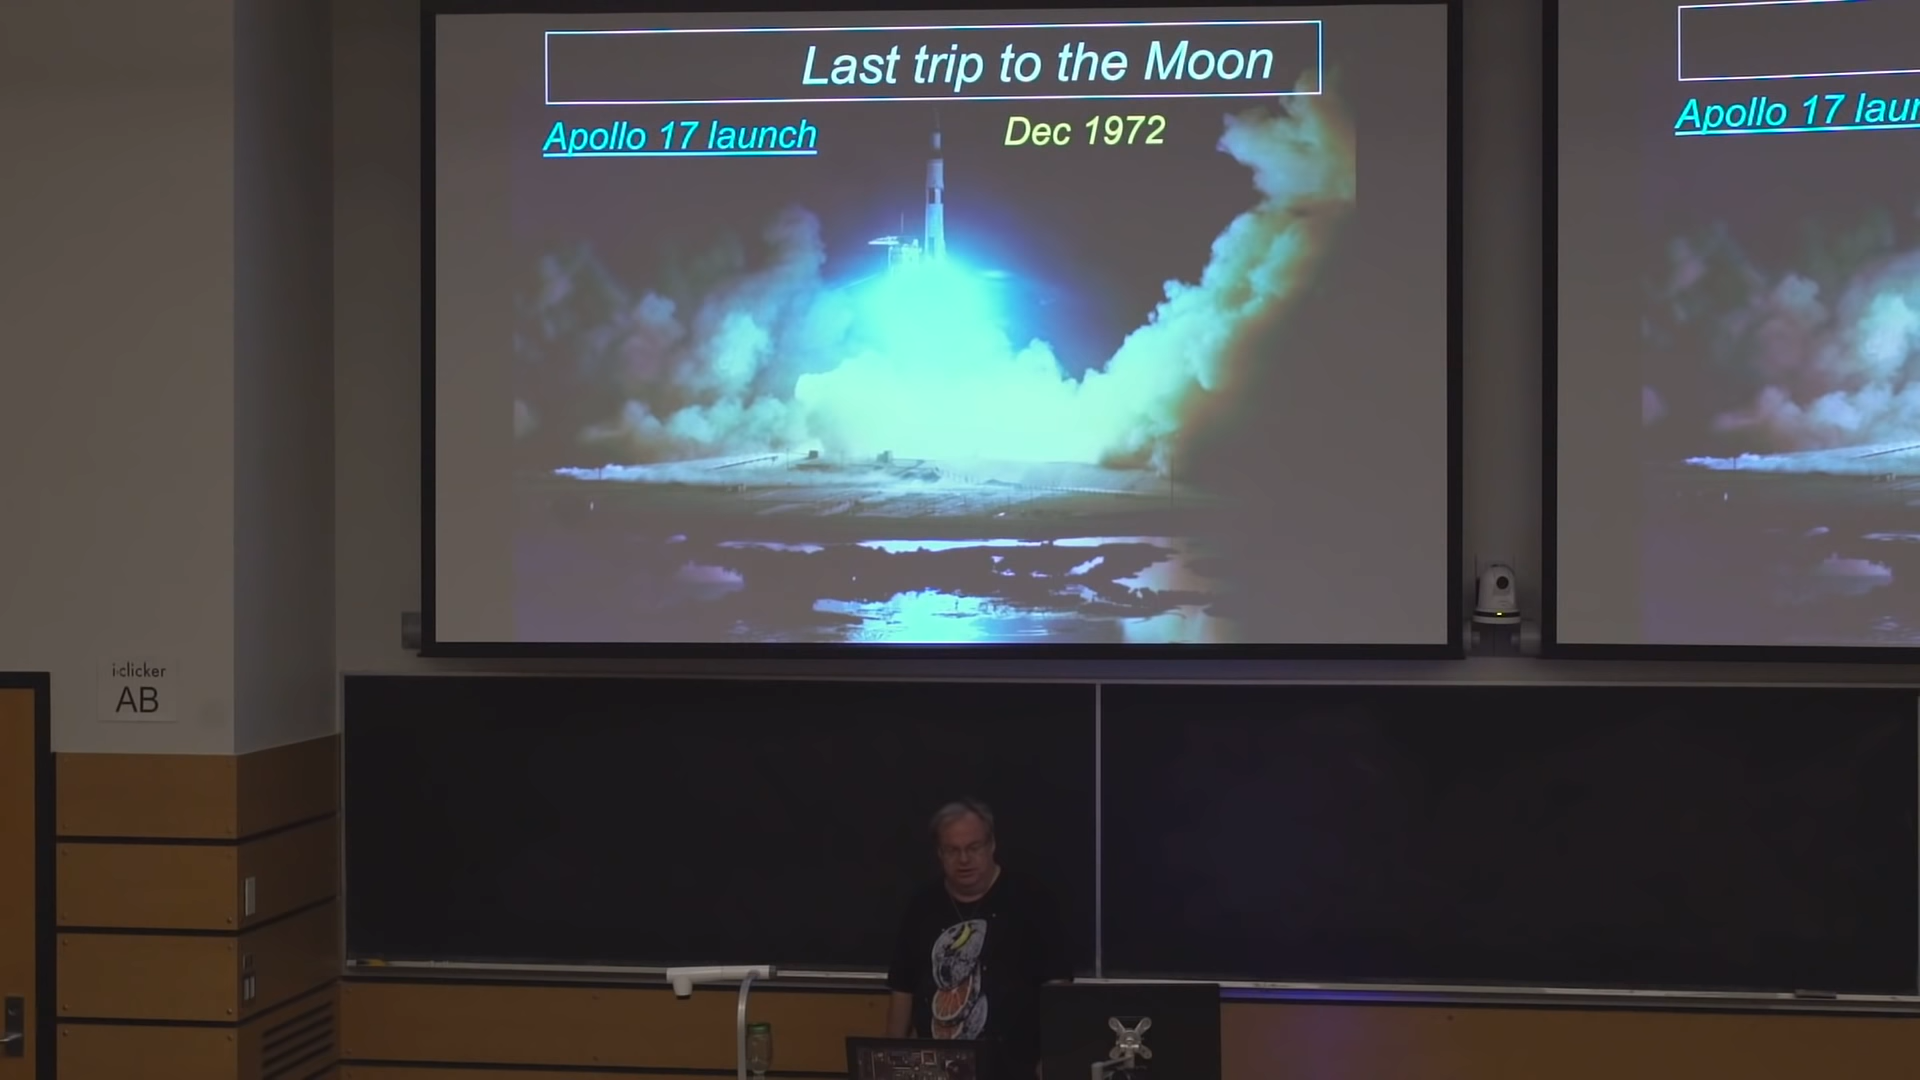 Last trip to the Moon
Apollo 17 launch
Dec 1972
Apollo 17 laun
i>clicker
AB